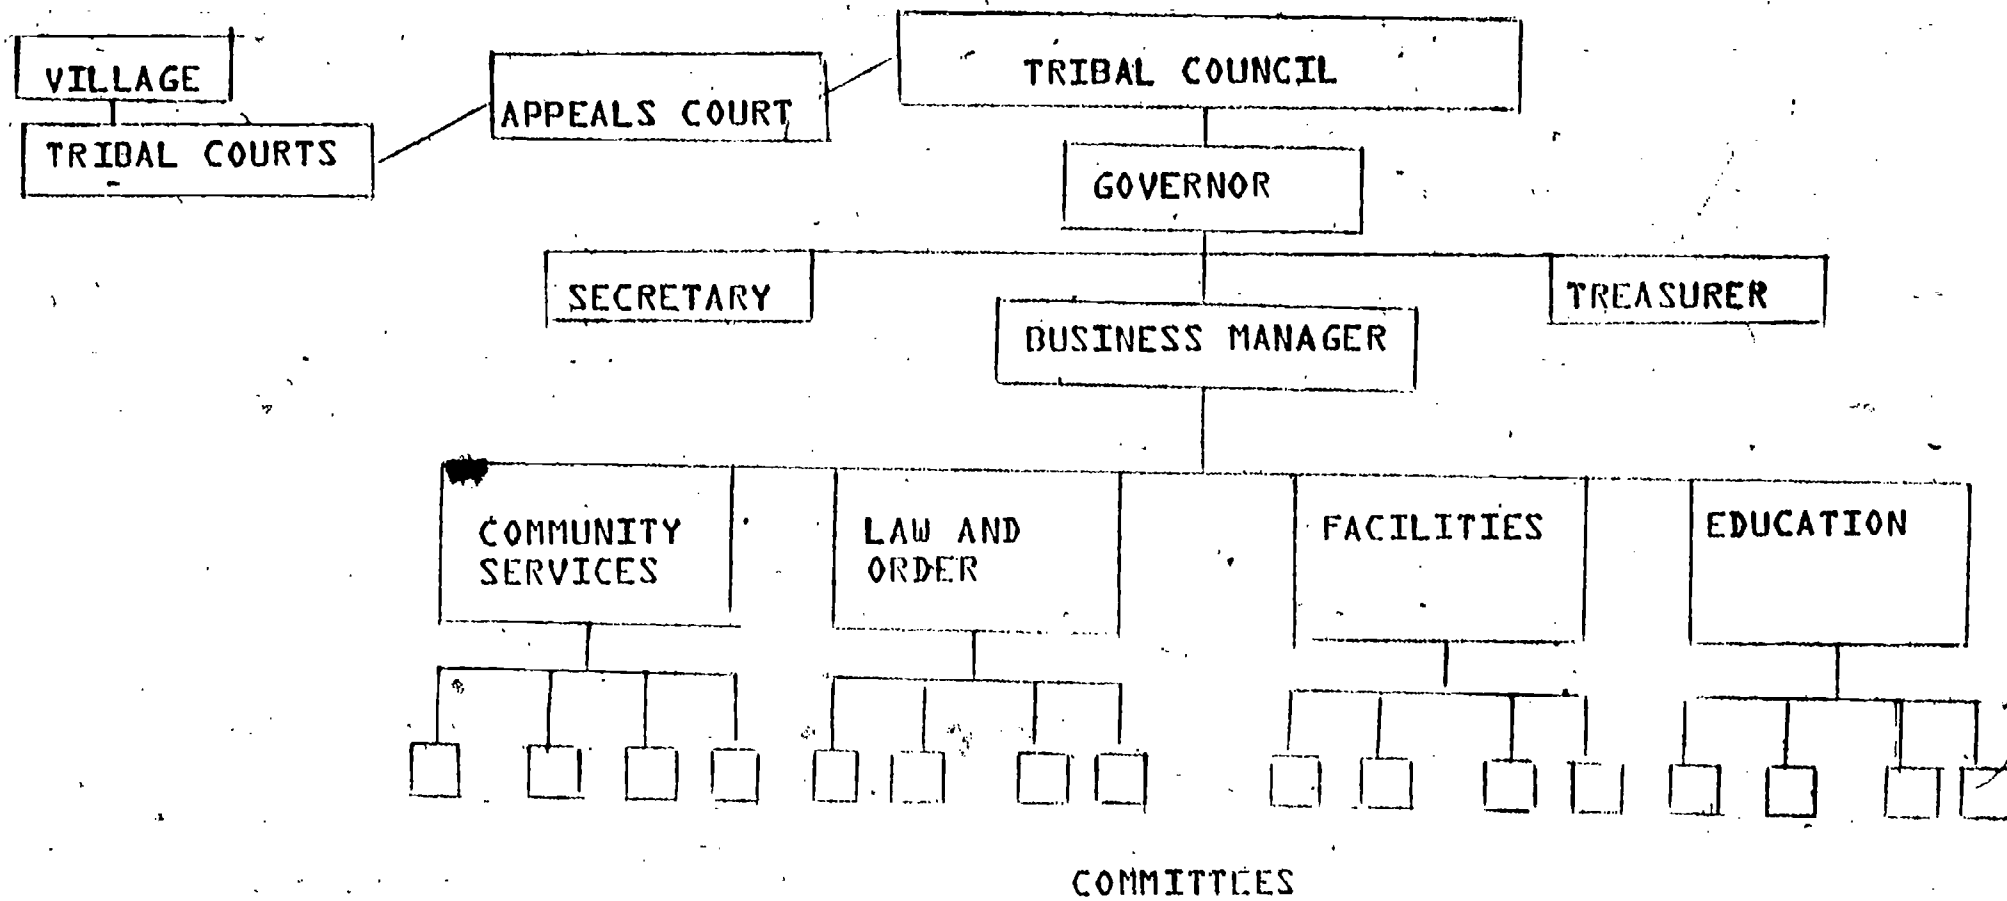 VILLAGE
TRIBAL COURTS
APPEALS COURT
TRIBAL COUNCIL
GOVERNOR
SECRETARY
TREASURER
BUSINESS MANAGER
COMMUNITY
SERVICES
LAW AND
ORDER
FACILITIES
EDUCATION
COMMITTEES